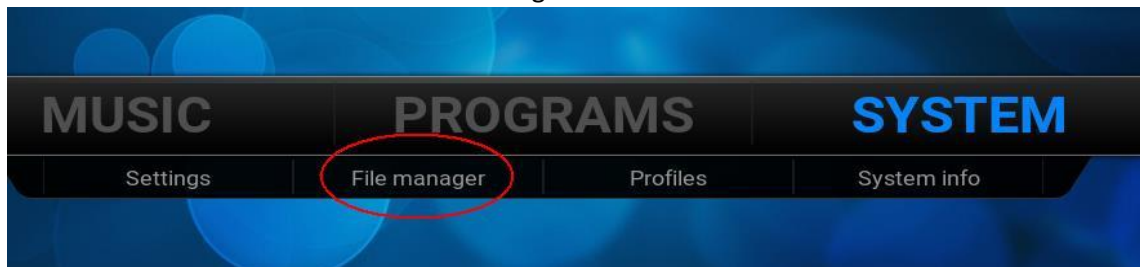 MUSIC PROGRAMS SYSTEM
Settings File manager Profiles System info